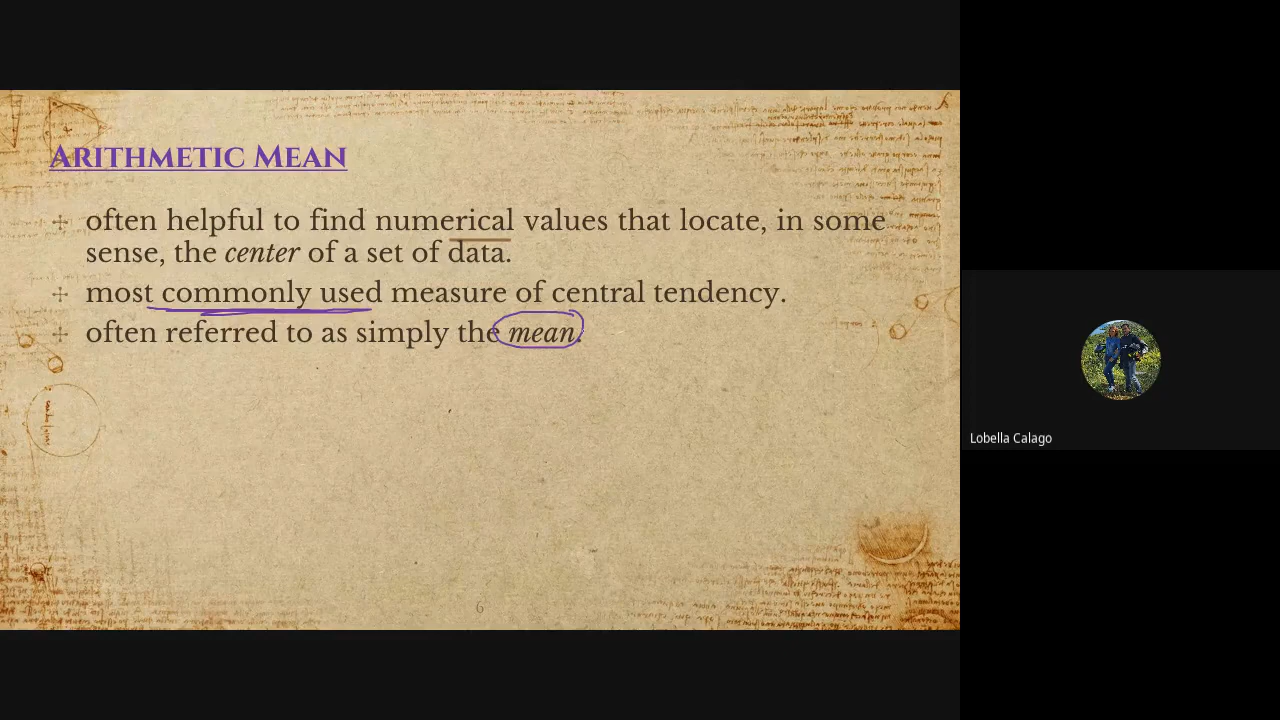 Arithmetic Mean
often helpful to find numerical values that locate, in some
sense, the center of a set of data.
most commonly used measure of central tendency.
often referred to as simply the mean.
6
Lobella Calago